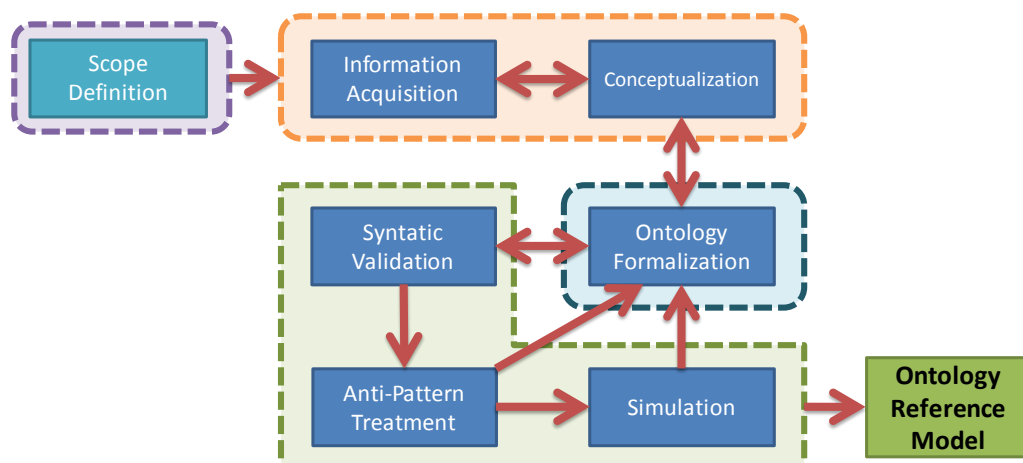 Scope
Definition
Information
Acquisition
Conceptualization
Syntatic
Validation
Ontology
Formalization
Anti-Pattern
Treatment
Simulation
Ontology
Reference
Model